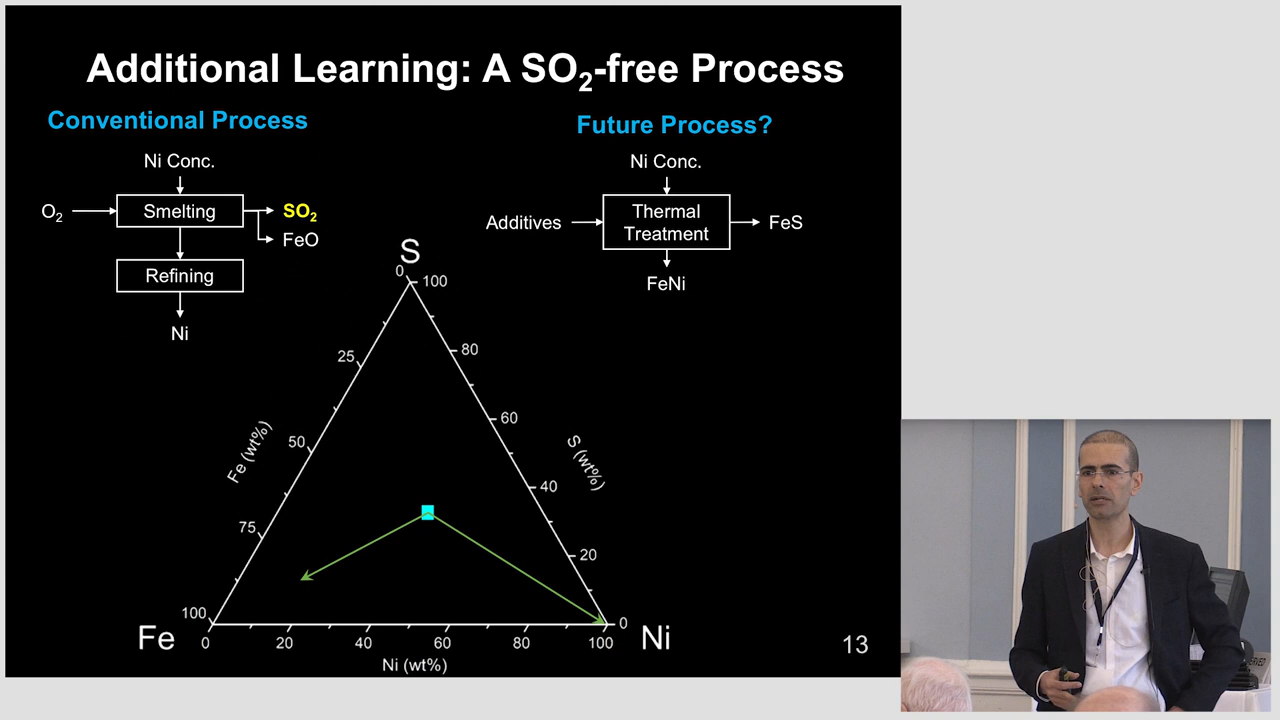 Additional Learning: A SO₂-free Process
Conventional Process
Future Process?
Ni Conc.
O₂
Smelting
SO₂
FeO
Refining
Ni
Ni Conc.
Additives
Thermal
Treatment
FeS
FeNi
S
0
100
25
80
50
60
Fe (wt%)
S (wt%)
75
40
20
100
0
Fe
Ni
0
20
40
60
80
100
Ni (wt%)
13